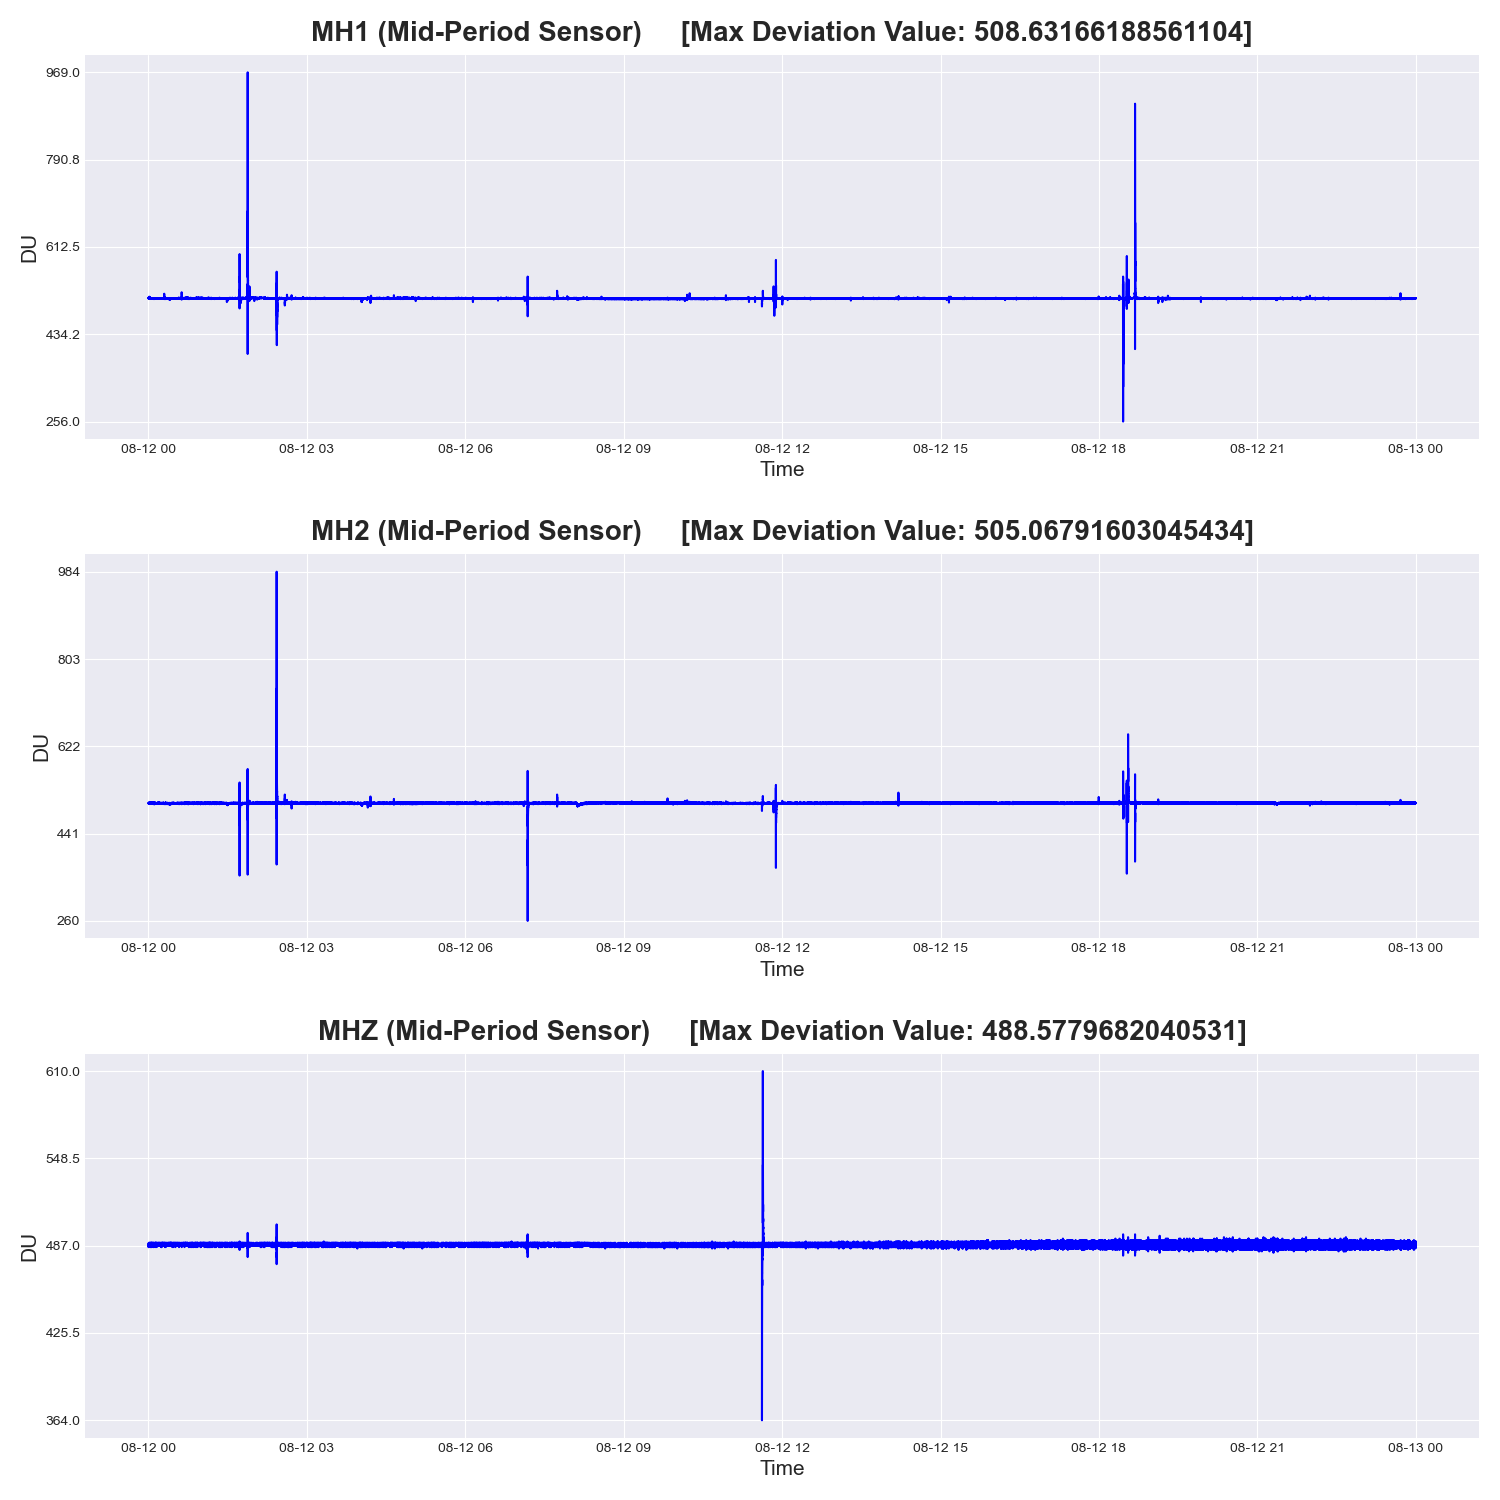 MH1 (Mid-Period Sensor) [Max Deviation Value: 508.63166188561104]
969.0
790.8
612.5
434.2
256.0
DU
08-12 00 08-12 03 08-12 06 08-12 09 08-12 12 08-12 15 08-12 18 08-12 21 08-13 00
Time
MH2 (Mid-Period Sensor) [Max Deviation Value: 505.06791603045434]
984
803
622
441
260
DU
08-12 00 08-12 03 08-12 06 08-12 09 08-12 12 08-12 15 08-12 18 08-12 21 08-13 00
Time
MHZ (Mid-Period Sensor) [Max Deviation Value: 488.5779682040531]
610.0
548.5
487.0
425.5
364.0
DU
08-12 00 08-12 03 08-12 06 08-12 09 08-12 12 08-12 15 08-12 18 08-12 21 08-13 00
Time